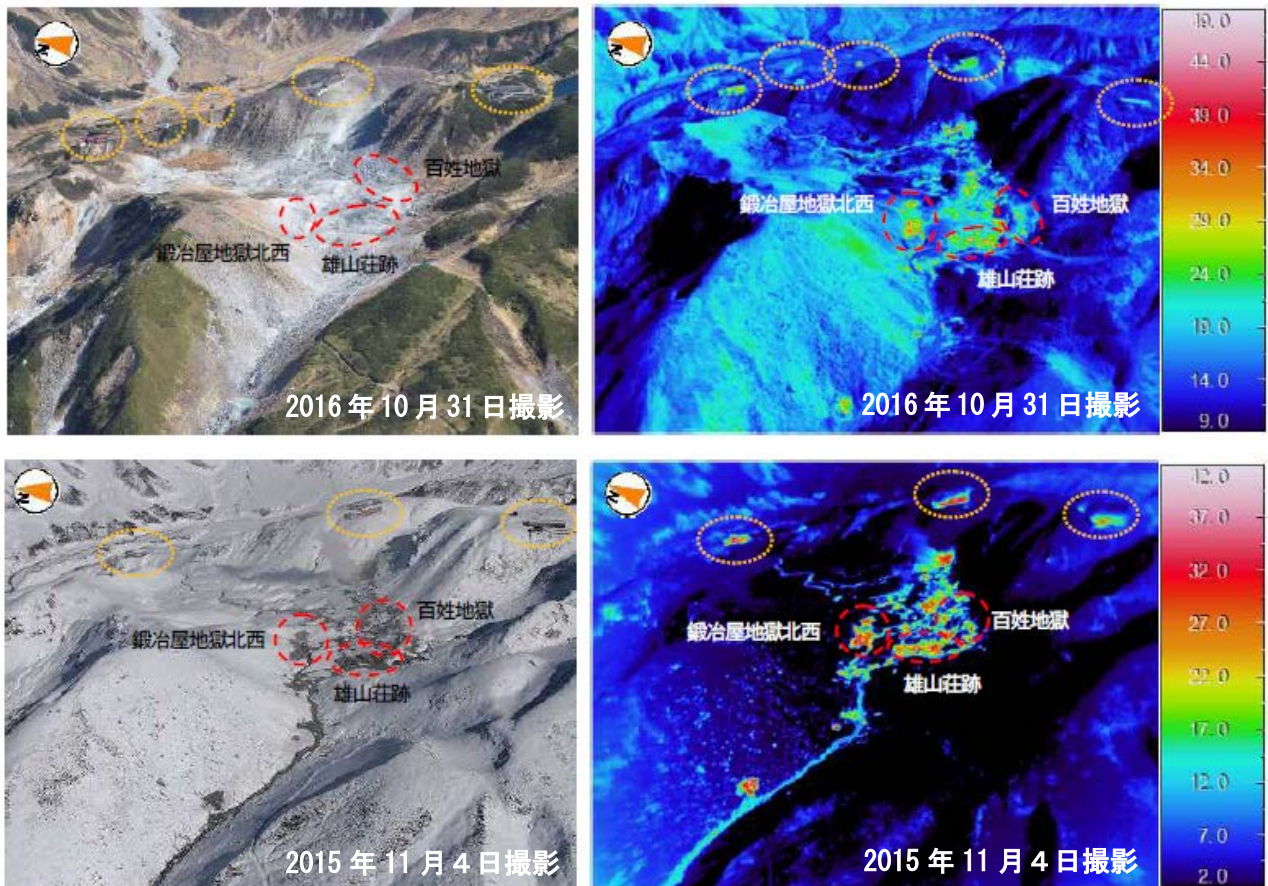 N
百姓地獄
鍛冶屋地獄北西
雄山荘跡
2016年10月31日撮影
N
鍛冶屋地獄北西
百姓地獄
雄山荘跡
2016年10月31日撮影
49.0
44.0
39.0
34.0
29.0
24.0
19.0
14.0
9.0
N
百姓地獄
鍛冶屋地獄北西
雄山荘跡
2015年11月4日撮影
N
百姓地獄
鍛冶屋地獄北西
雄山荘跡
2015年11月4日撮影
42.0
37.0
32.0
27.0
22.0
17.0
12.0
7.0
2.0